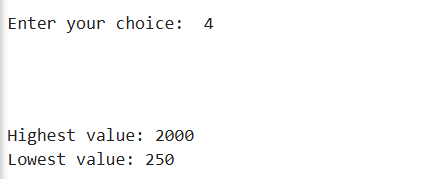 Enter your choice:  4
Highest value: 2000
Lowest value: 250